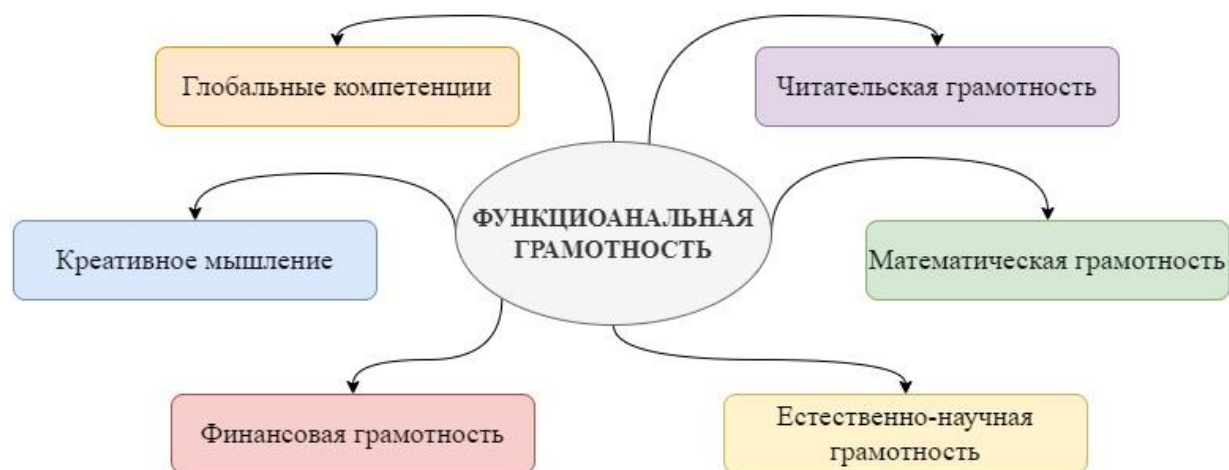 Глобальные компетенции
Читательская грамотность
ФУНКЦИОАНАЛЬНАЯ
ГРАМОТНОСТЬ
Креативное мышление
Математическая грамотность
Финансовая грамотность
Естественно-научная
грамотность